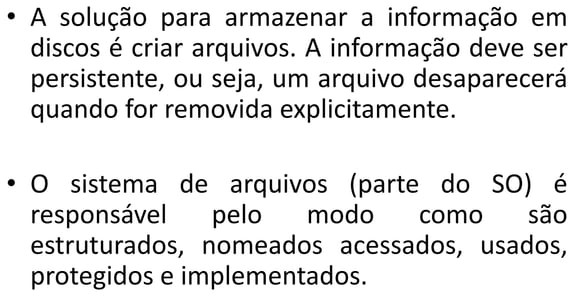 • A solução para armazenar a informação em
discos é criar arquivos. A informação deve ser
persistente, ou seja, um arquivo desaparecerá
quando for removida explicitamente.
• O sistema de arquivos (parte do SO) é
responsável pelo modo como são
estruturados, nomeados acessados, usados,
protegidos e implementados.